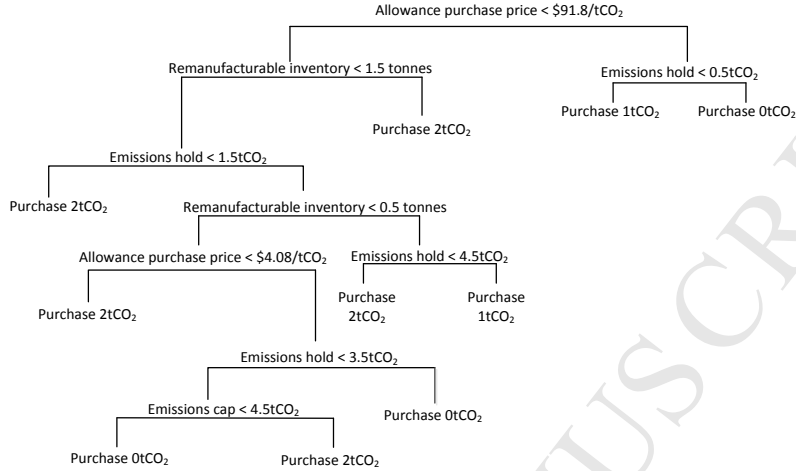 Allowance purchase price < $91.8/tCO₂
Remanufacturable inventory < 1.5 tonnes
Emissions hold < 0.5tCO₂
Purchase 1tCO₂
Purchase 0tCO₂
Purchase 2tCO₂
Emissions hold < 1.5tCO₂
Purchase 2tCO₂
Remanufacturable inventory < 0.5 tonnes
Allowance purchase price < $4.08/tCO₂
Emissions hold < 4.5tCO₂
Purchase 2tCO₂
Purchase
2tCO₂
Purchase
1tCO₂
Emissions hold < 3.5tCO₂
Emissions cap < 4.5tCO₂
Purchase 0tCO₂
Purchase 0tCO₂
Purchase 2tCO₂
USCR